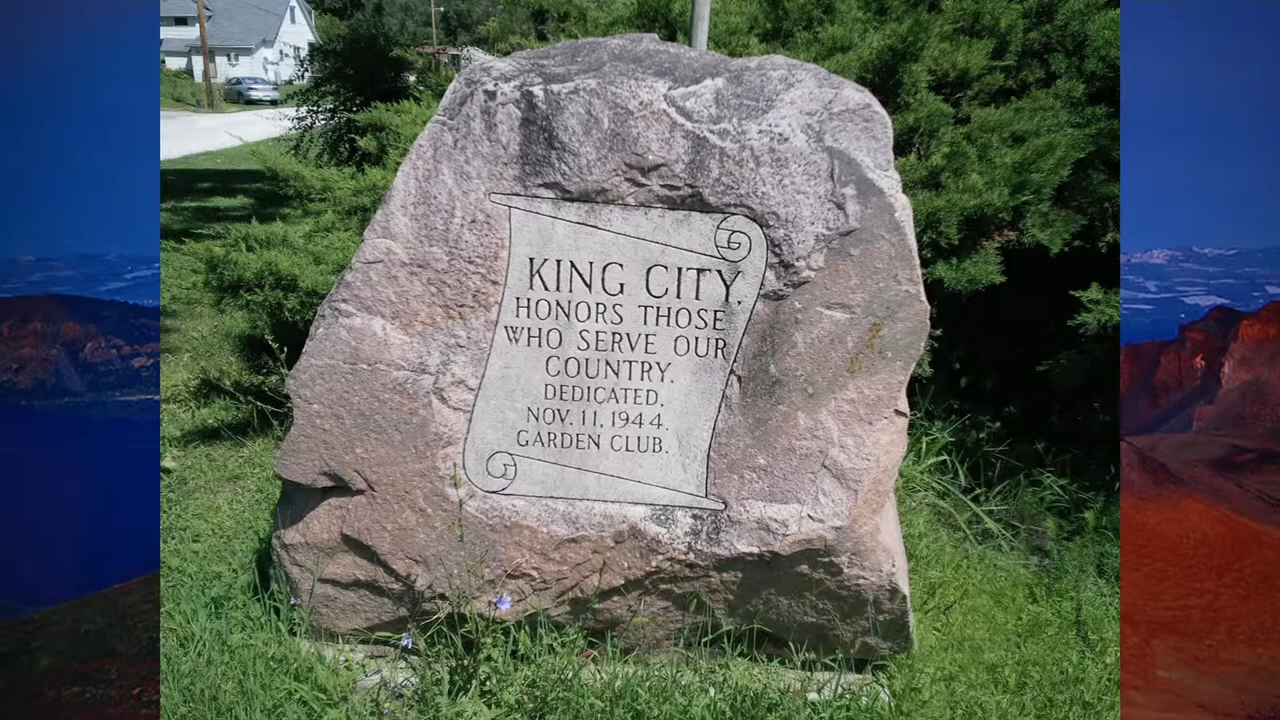 KING CITY,
HONORS THOSE
WHO SERVE OUR
COUNTRY.
DEDICATED,
NOV. 11, 1944.
GARDEN CLUB.